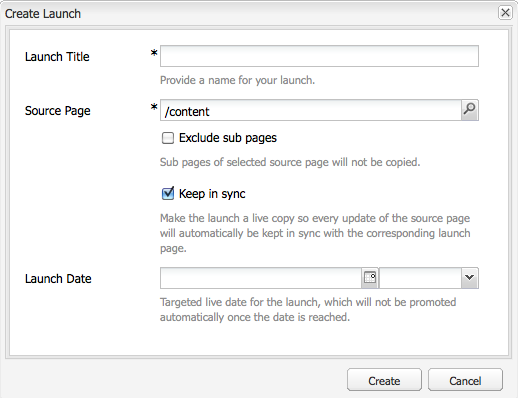 Create Launch
Launch Title *
Provide a name for your launch.
Source Page * /content
Exclude sub pages
Sub pages of selected source page will not be copied.
Keep in sync
Make the launch a live copy so every update of the source page
will automatically be kept in sync with the corresponding launch
page.
Launch Date
Targeted live date for the launch, which will not be promoted
automatically once the date is reached.
Create Cancel